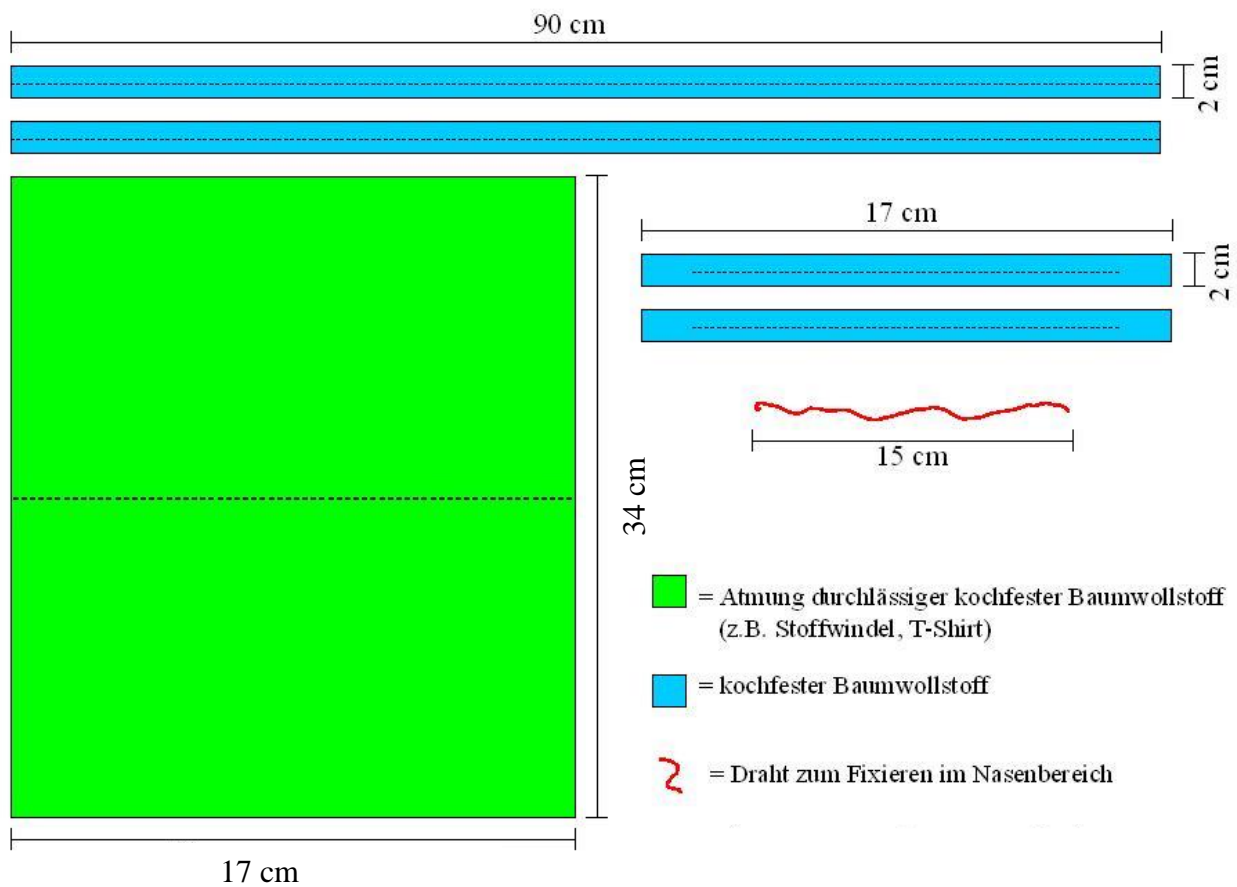 90 cm
2 cm
17 cm
2 cm
15 cm
34 cm
= Atmung durchlässiger kochfester Baumwollstoff
(z.B. Stoffwindel, T-Shirt)
= kochfester Baumwollstoff
= Draht zum Fixieren im Nasenbereich
17 cm